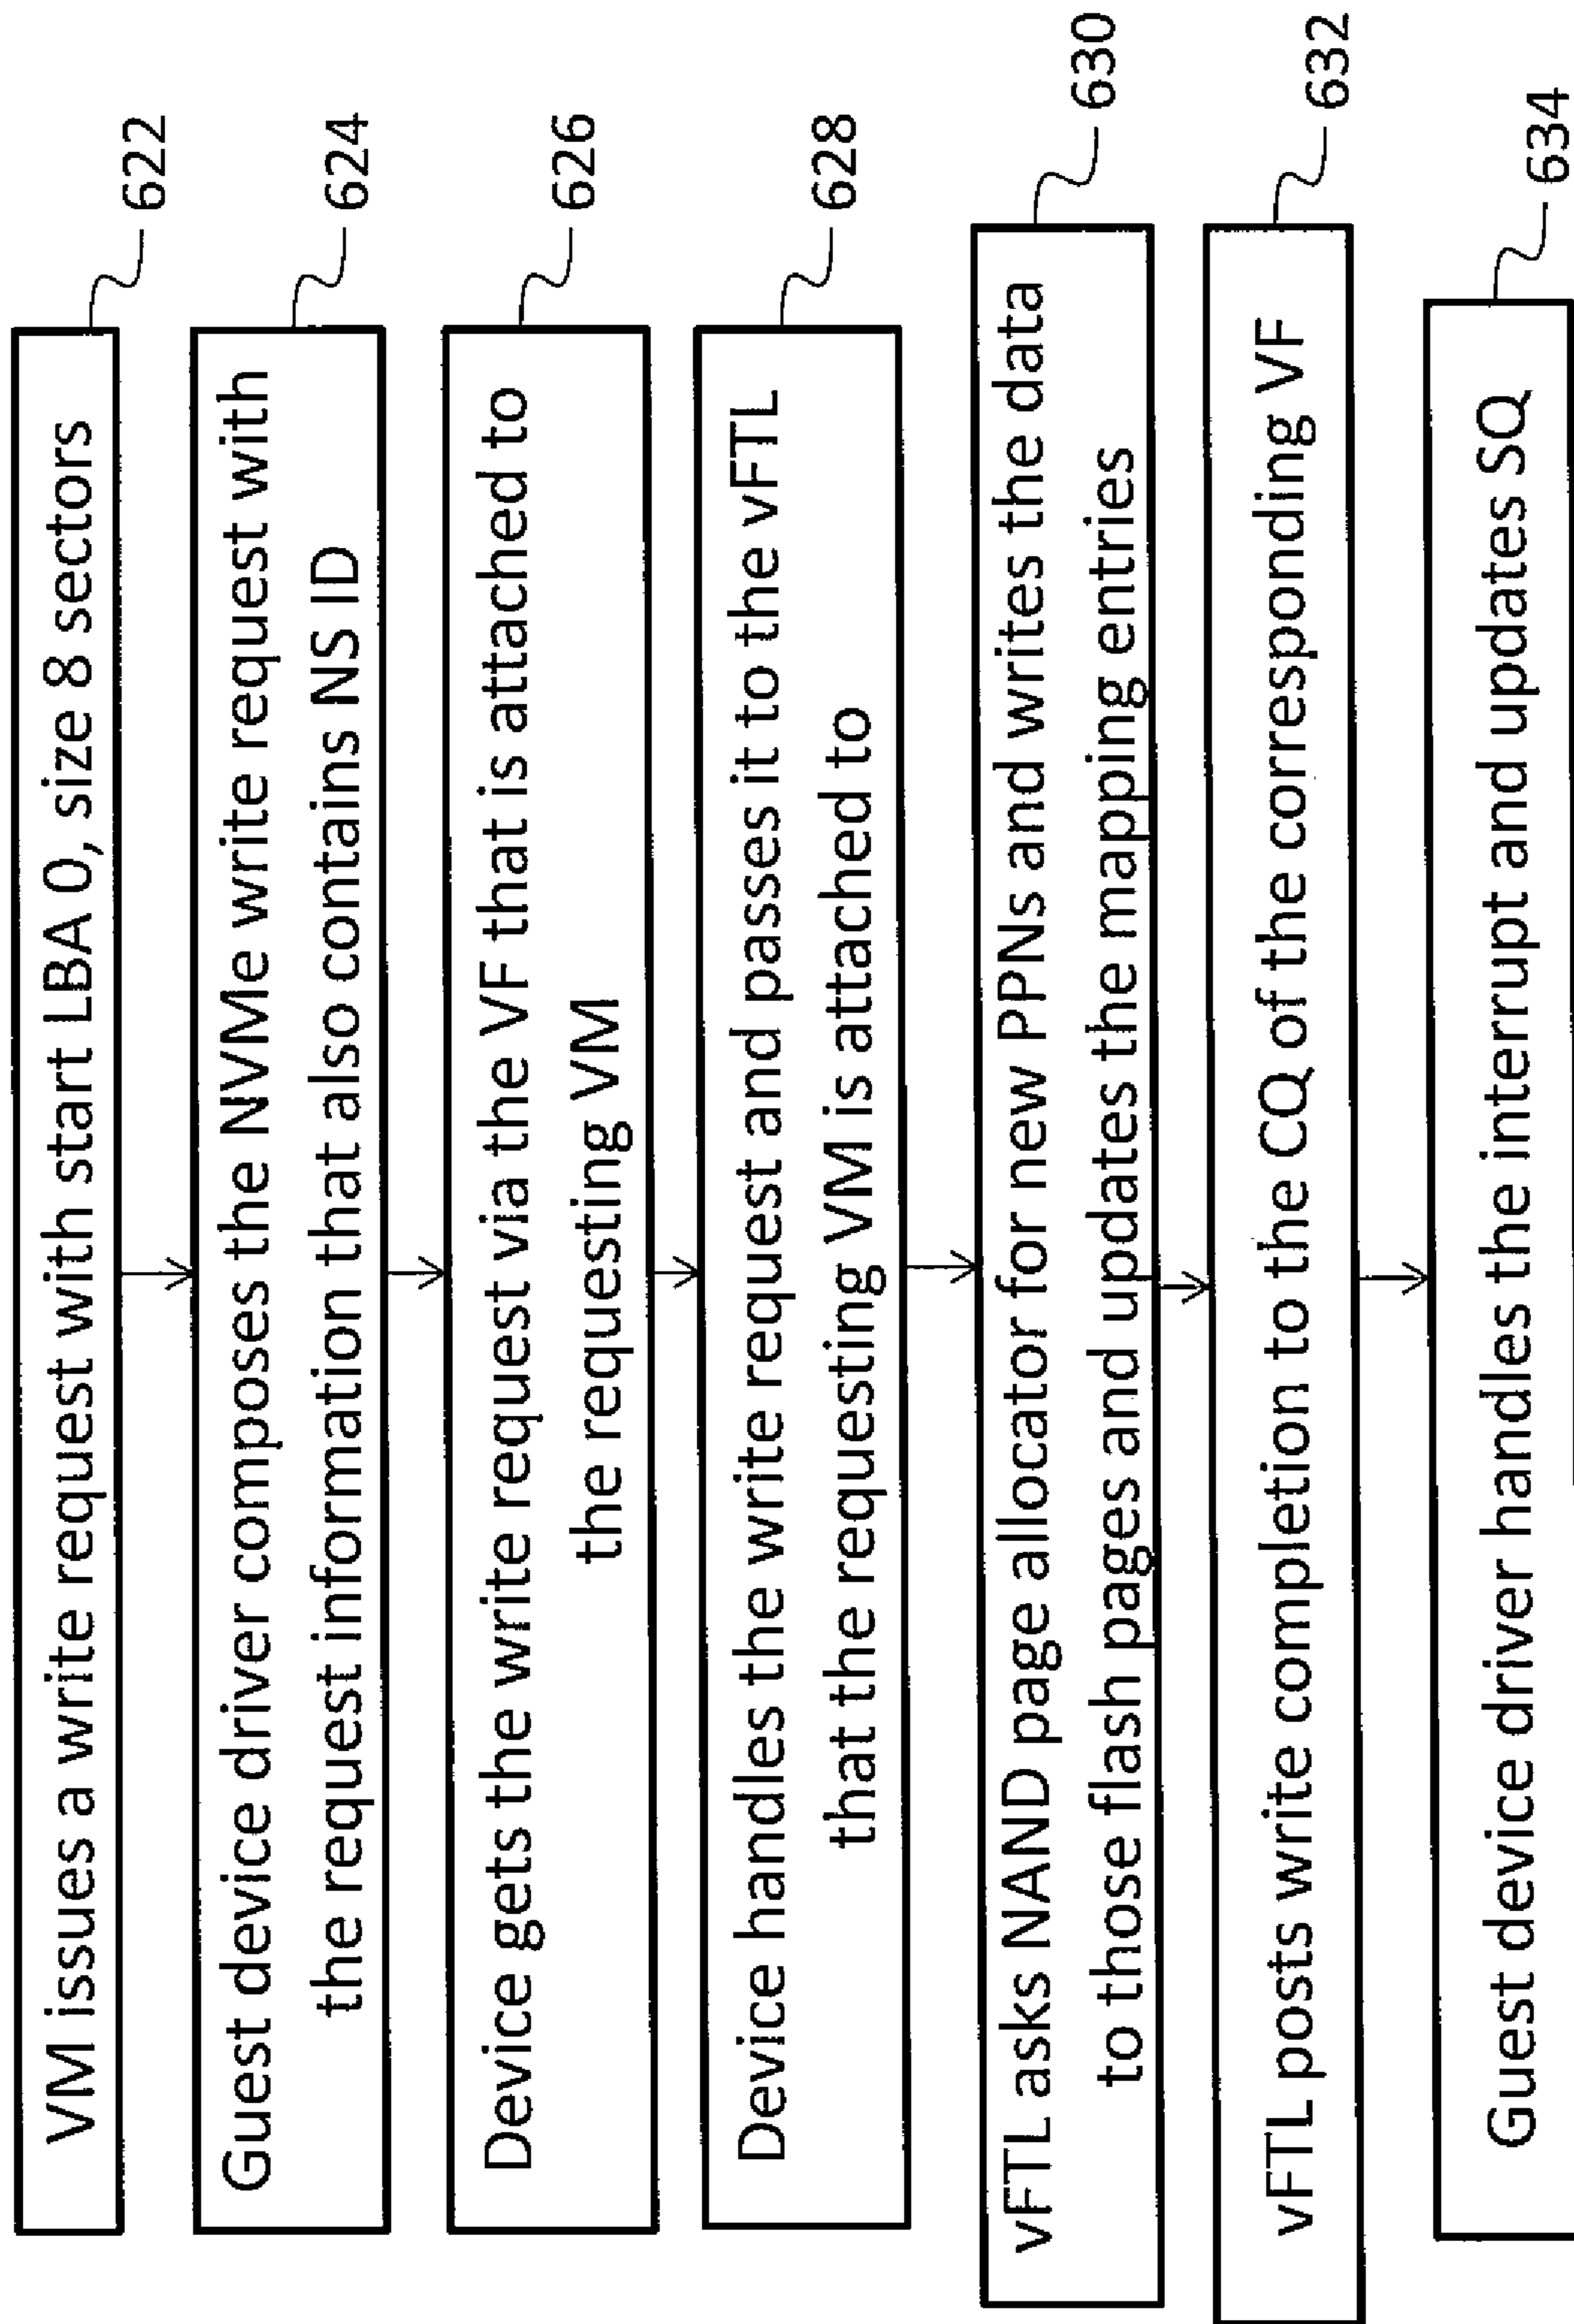 VM issues a write request with start LBA 0, size 8 sectors
622
Guest device driver composes the NVMe write request with
the request information that also contains NS ID
624
Device gets the write request via the VF that is attached to
the requesting VM
626
Device handles the write request and passes it to the vFTL
that the requesting VM is attached to
628
vFTL asks NAND page allocator for new PPNs and writes the data
to those flash pages and updates the mapping entries
630
vFTL posts write completion to the CQ of the corresponding VF
632
Guest device driver handles the interrupt and updates SQ
634